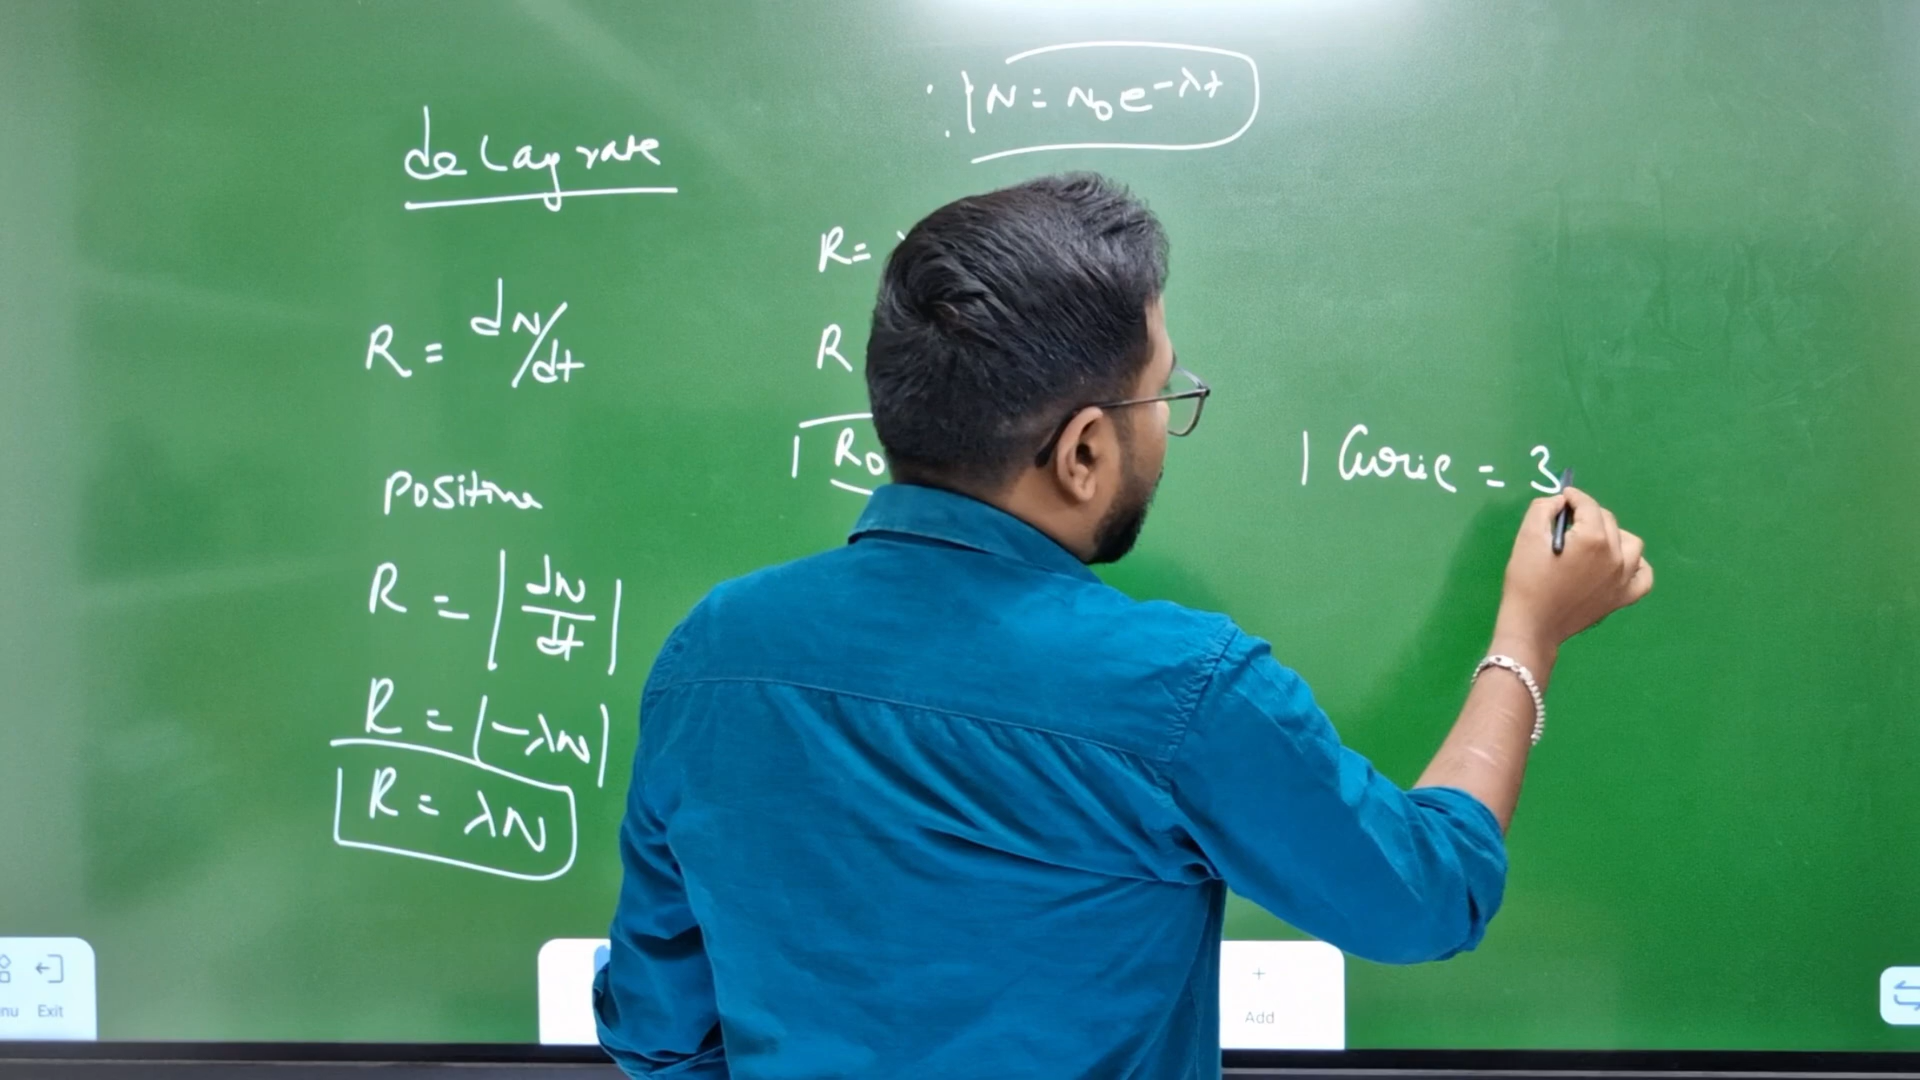 ∴ N = N₀e^-λt
decay rate
R = dN/dt
positive
R = |dN/dt|
R = |-λN|
R = λN
R =
R
R₀
1 Curie = 3
Exit
+
Add